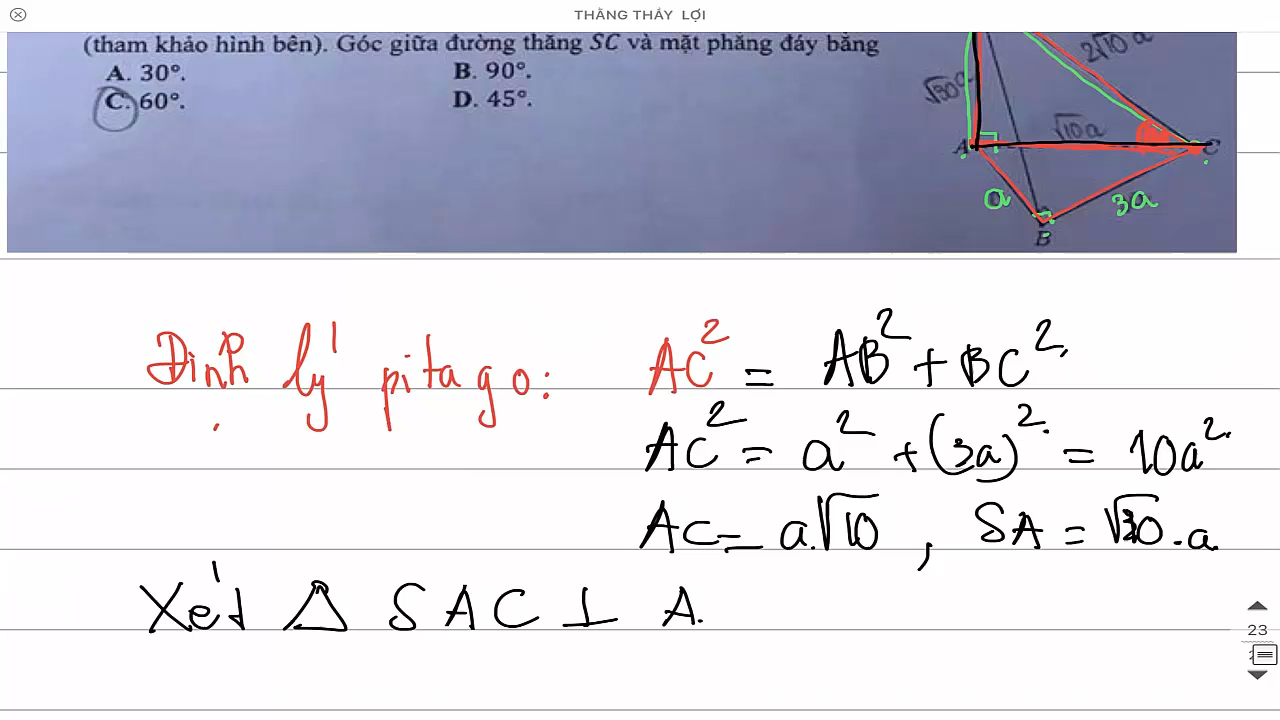 THẦNG THẦY LỢI
(tham khảo hình bên). Góc giữa đường thẳng SC và mặt phẳng đáy bằng
A. 30°. B. 90°.
C. 60°. D. 45°.
2√10 a
√30a
√10a
A C
a 3a
B
Định lý pitago: AC² = AB² + BC²
AC² = a² + (3a)² = 10a²
AC = a.√10 , SA = √30 . a
Xét Δ SAC ⊥ A.
23